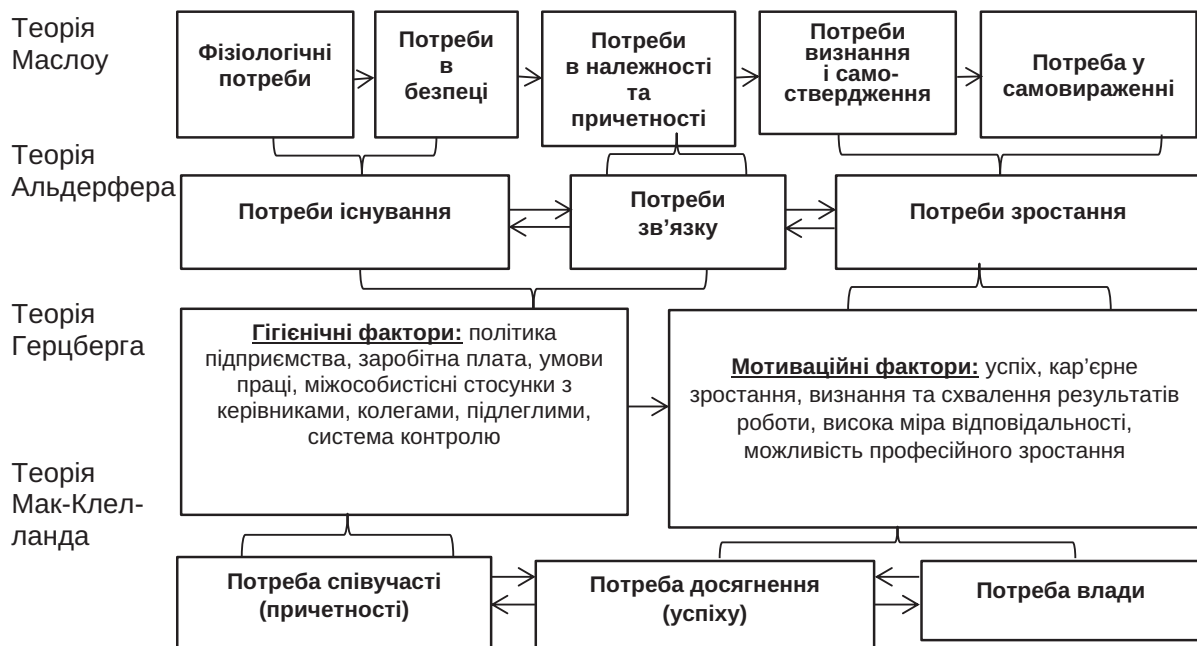 Теорія
Маслоу
Фізіологічні
потреби
Потреби
в
безпеці
Потреби
в належності
та
причетності
Потреби
визнання
і само-
ствердження
Потреба у
самовираженні
Теорія
Альдерфера
Потреби існування
Потреби
зв’язку
Потреби зростання
Теорія
Герцберга
Гігієнічні фактори: політика
підприємства, заробітна плата, умови
праці, міжособистісні стосунки з
керівниками, колегами, підлеглими,
система контролю
Мотиваційні фактори: успіх, кар’єрне
зростання, визнання та схвалення результатів
роботи, висока міра відповідальності,
можливість професійного зростання
Теорія
Мак-Клел-
ланда
Потреба співучасті
(причетності)
Потреба досягнення
(успіху)
Потреба влади